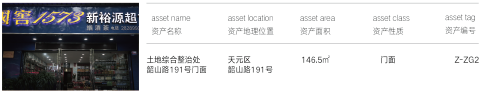 国窖1573 新裕源超
asset name
资产名称
asset location
资产地理位置
asset area
资产面积
asset class
资产性质
asset tag
资产编号
土地综合整治处
韶山路191号门面
天元区
韶山路191号
146.5㎡
门面
Z-ZG2